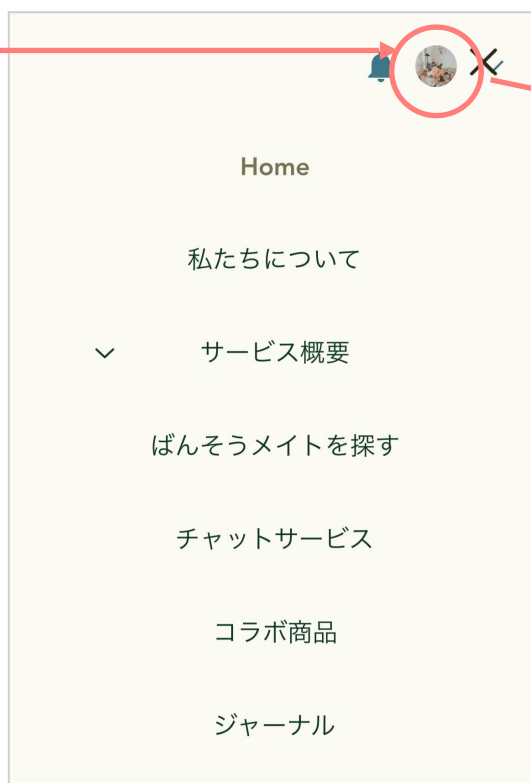 Home
私たちについて
サービス概要
ばんそうメイトを探す
チャットサービス
コラボ商品
ジャーナル